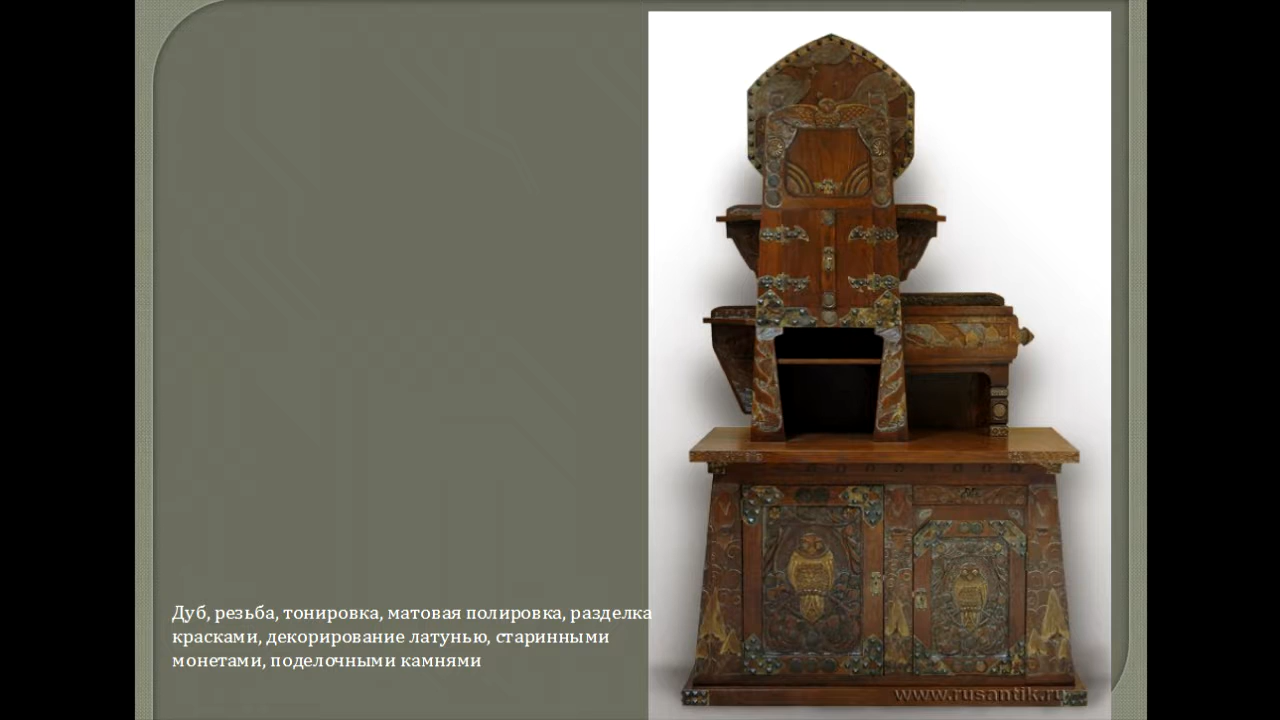 Дуб, резьба, тонировка, матовая полировка, разделка
красками, декорирование латунью, старинными
монетами, поделочными камнями
www.rusantik.ru